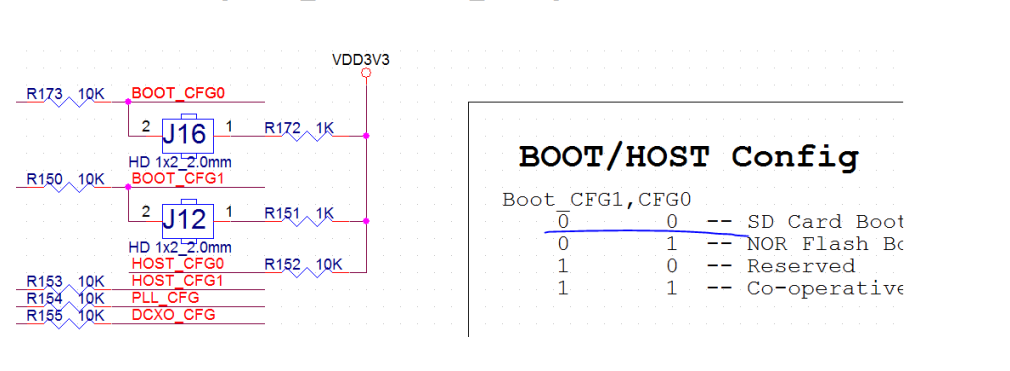 VDD3V3
R173 10K BOOT_CFG0
2 J16 1 R172 1K
HD 1x2_2.0mm
R150 10K BOOT_CFG1
2 J12 1 R151 1K
HD 1x2_2.0mm
HOST_CFG0 R152 10K
R153 10K HOST_CFG1
R154 10K PLL_CFG
R155 10K DCXO_CFG
BOOT/HOST Config
Boot_CFG1,CFG0
0 0 -- SD Card Boot
0 1 -- NOR Flash
1 0 -- Reserved
1 1 -- Co-operative